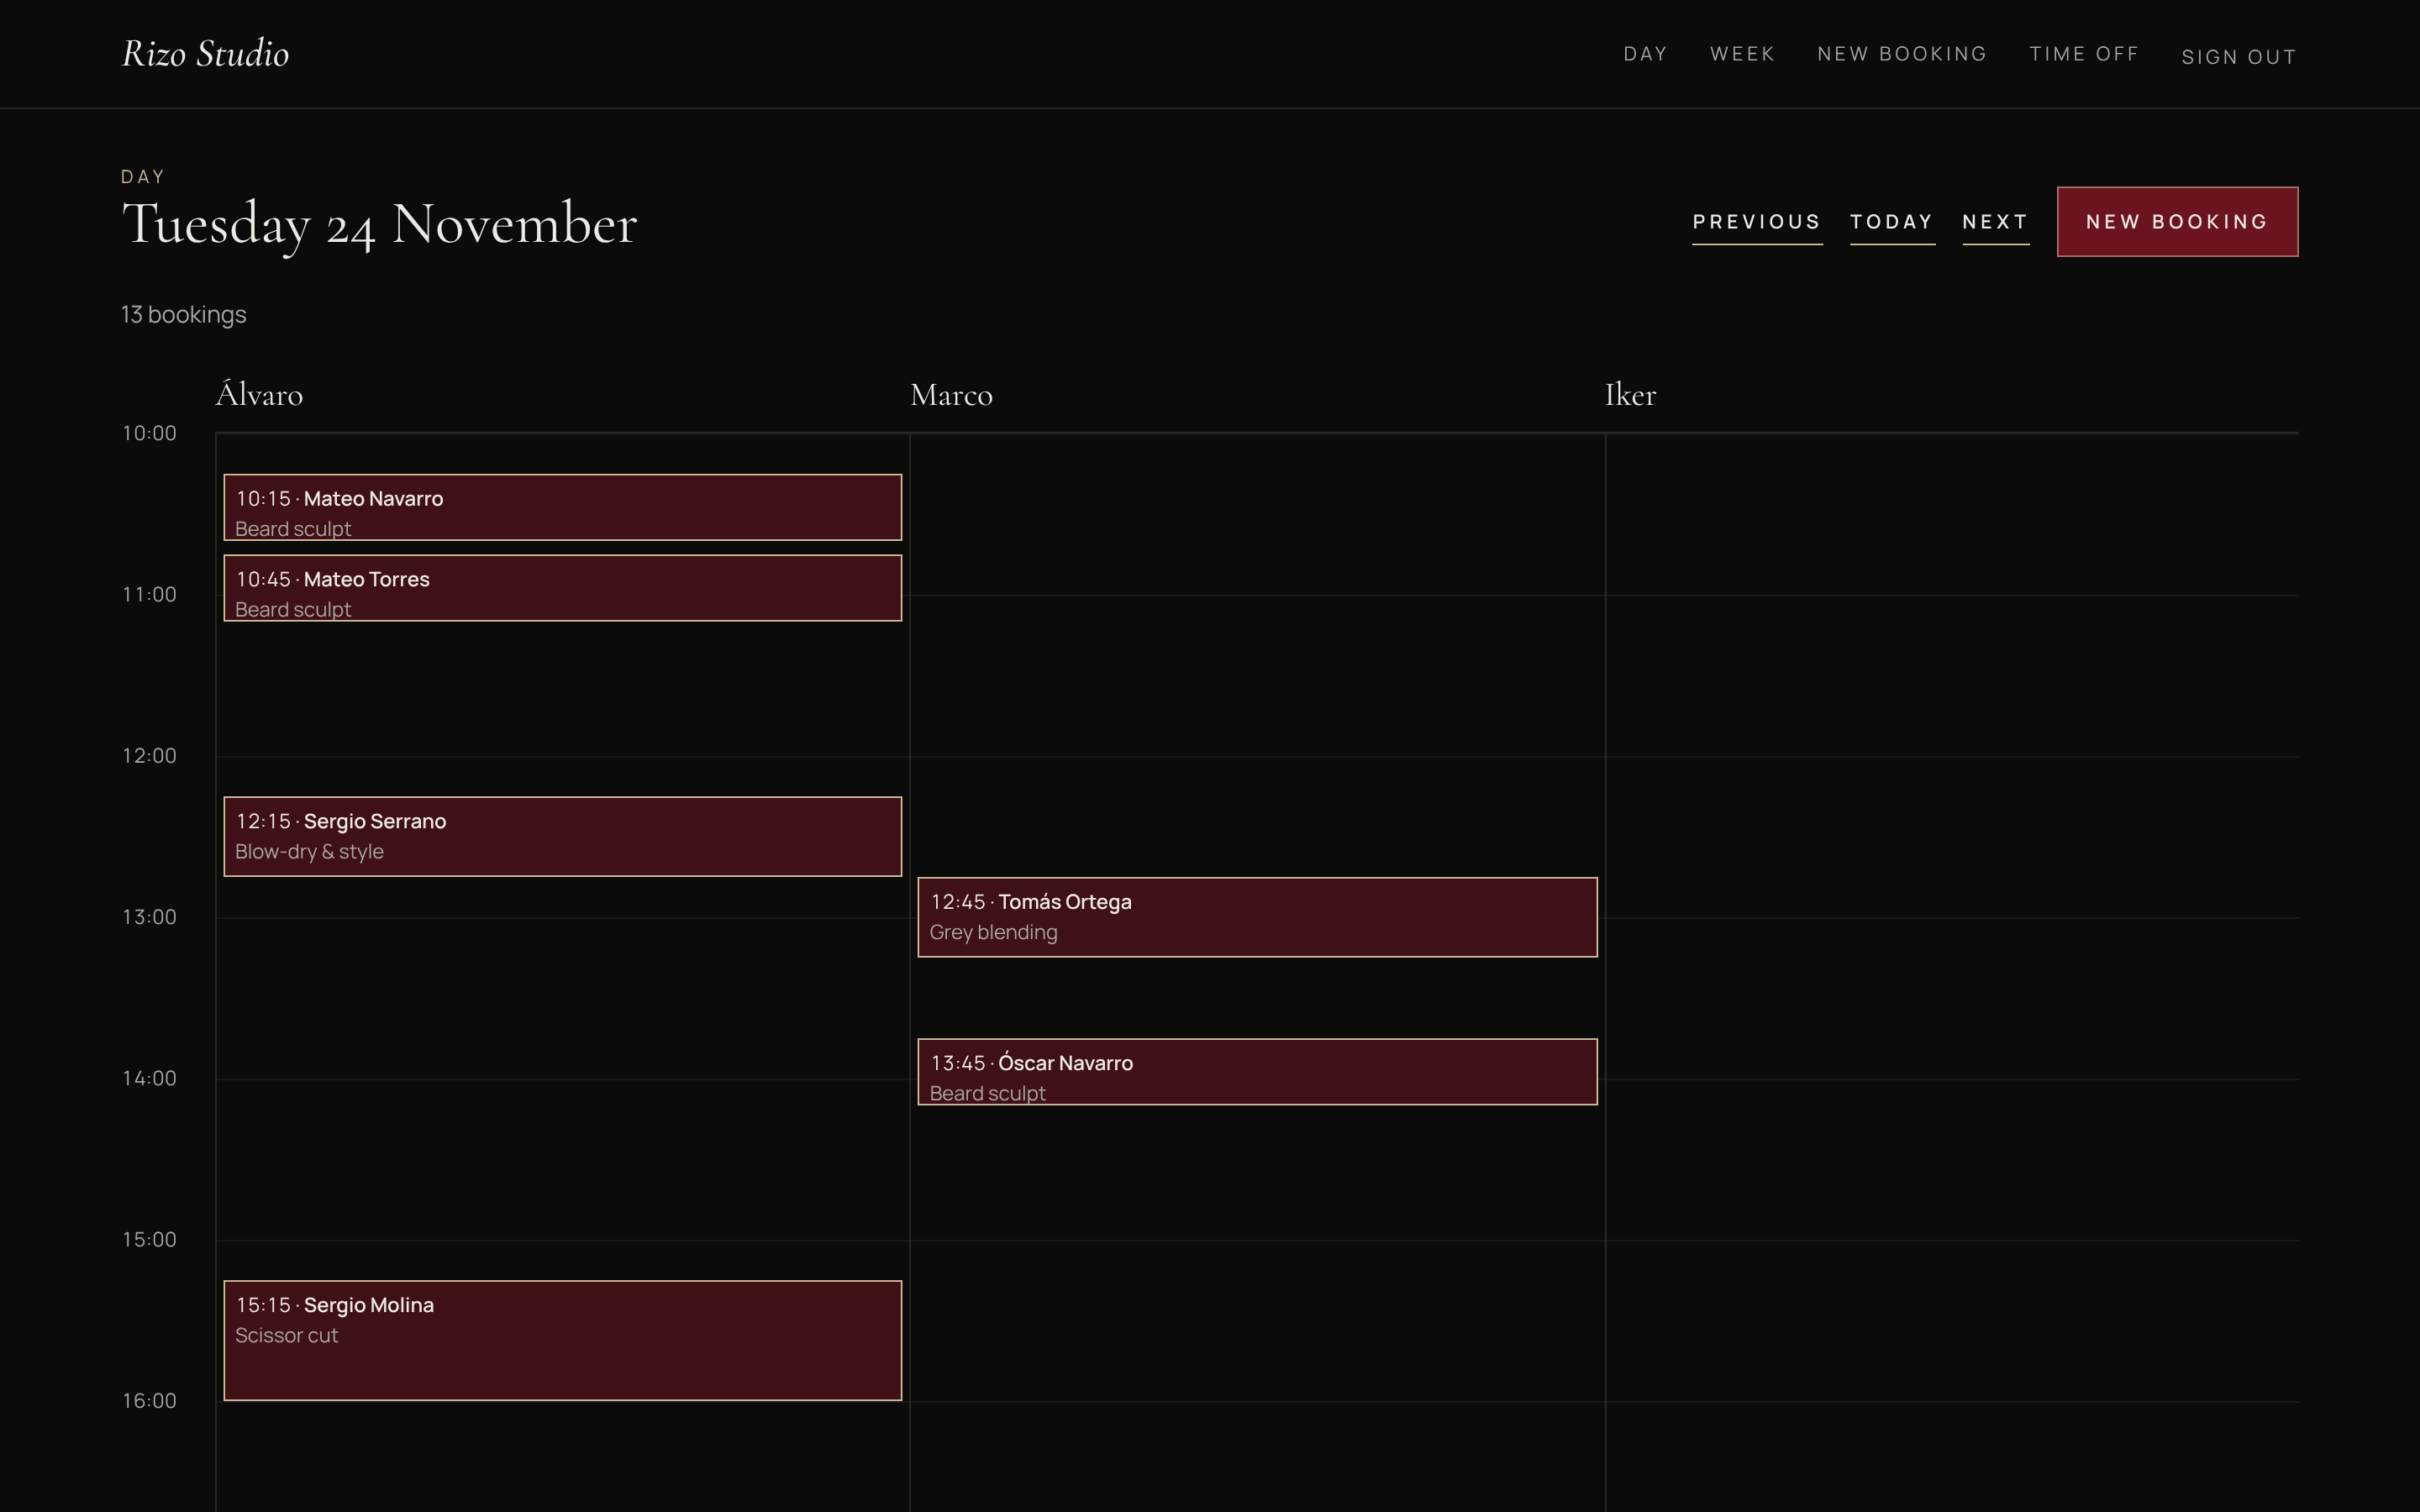 Rizo Studio
DAY
WEEK
NEW BOOKING
TIME OFF
SIGN OUT
DAY
Tuesday 24 November
PREVIOUS
TODAY
NEXT
NEW BOOKING
13 bookings
Álvaro
Marco
Iker
10:00
10:15 · Mateo Navarro
Beard sculpt
10:45 · Mateo Torres
Beard sculpt
11:00
12:00
12:15 · Sergio Serrano
Blow-dry & style
12:45 · Tomás Ortega
Grey blending
13:00
13:45 · Óscar Navarro
Beard sculpt
14:00
15:00
15:15 · Sergio Molina
Scissor cut
16:00